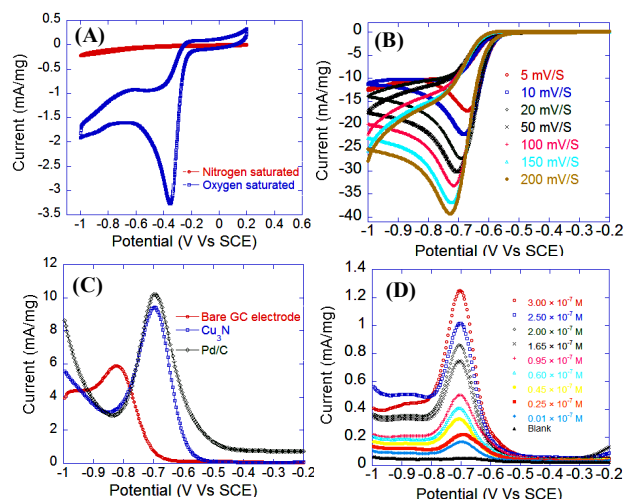 (A)
1
0.5
0
-0.5
-1
-1.5
-2
-2.5
-3
-3.5
Current (mA/mg)
Nitrogen saturated
Oxygen saturated
-1.4 -1 -0.6 -0.2 0.2 0.6
Potential (V Vs SCE)
(B)
0
-5
-10
-15
-20
-25
-30
-35
-40
Current (mA/mg)
5 mV/S
10 mV/S
20 mV/S
50 mV/S
100 mV/S
150 mV/S
200 mV/S
-1 -0.9 -0.8 -0.7 -0.6 -0.5 -0.4 -0.3 -0.2
Potential (V Vs SCE)
(C)
12
10
8
6
4
2
0
Current (mA/mg)
Bare GC electrode
Cu₃N
Pd/C
-1 -0.9 -0.8 -0.7 -0.6 -0.5 -0.4 -0.3 -0.2
Potential (V Vs SCE)
(D)
1.4
1.2
1
0.8
0.6
0.4
0.2
0
Current (mA/mg)
3.00 × 10⁻⁷ M
2.50 × 10⁻⁷ M
2.00 × 10⁻⁷ M
1.65 × 10⁻⁷ M
0.95 × 10⁻⁷ M
0.60 × 10⁻⁷ M
0.45 × 10⁻⁷ M
0.25 × 10⁻⁷ M
0.01 × 10⁻⁷ M
Blank
-1 -0.9 -0.8 -0.7 -0.6 -0.5 -0.4 -0.3 -0.2
Potential (V Vs SCE)